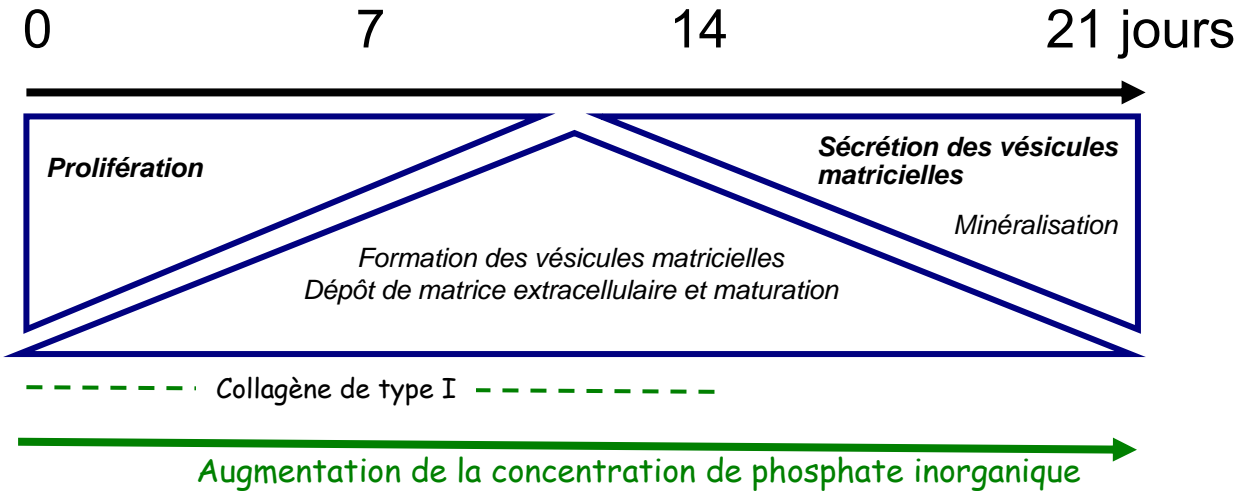 0 7 14 21 jours
Prolifération
Sécrétion des vésicules
matricielles
Minéralisation
Formation des vésicules matricielles
Dépôt de matrice extracellulaire et maturation
Collagène de type I
Augmentation de la concentration de phosphate inorganique